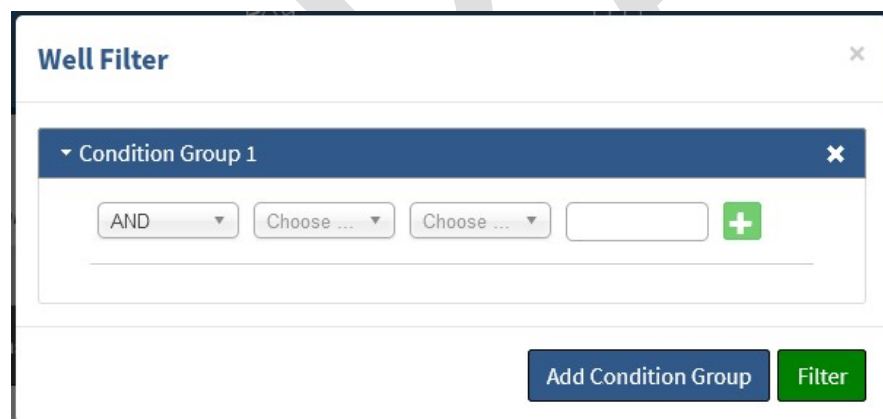 Well Filter
×
Condition Group 1
AND Choose ... Choose ...
Add Condition Group Filter